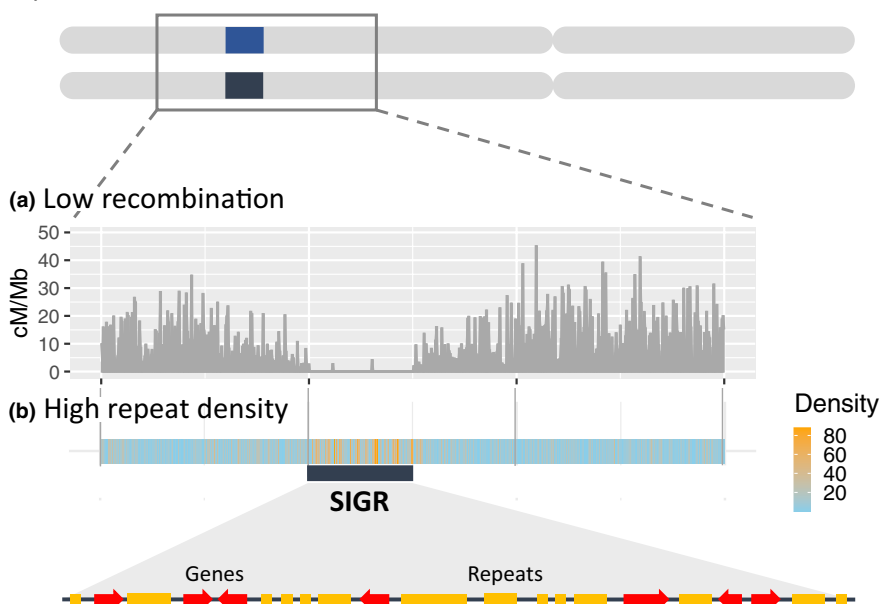 (a) Low recombination
50
40
30
20
10
0
cM/Mb
(b) High repeat density
Density
80
60
40
20
SIGR
Genes
Repeats